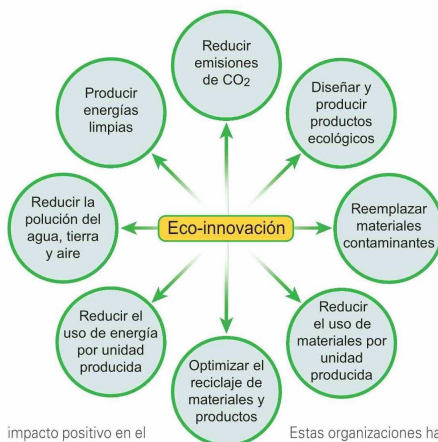 Reducir
emisiones
de CO2
Diseñar y
producir
productos
ecológicos
Reemplazar
materiales
contaminantes
Reducir
el uso de
materiales por
unidad
producida
Optimizar el
reciclaje de
materiales y
productos
Reducir el
uso de energía
por unidad
producida
Reducir la
polución del
agua, tierra
y aire
Producir
energías
limpias
Eco-innovación
impacto positivo en el
Estas organizaciones ha